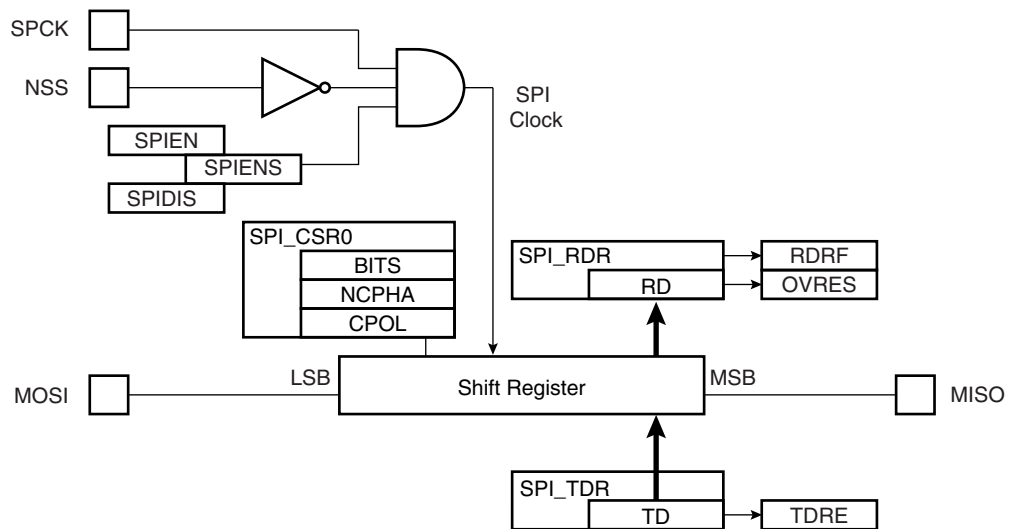 SPCK
NSS
SPI
Clock
SPIEN
SPIENS
SPIDIS
SPI_CSR0
BITS
NCPHA
CPOL
SPI_RDR
RD
RDRF
OVRES
MOSI
LSB
Shift Register
MSB
MISO
SPI_TDR
TD
TDRE